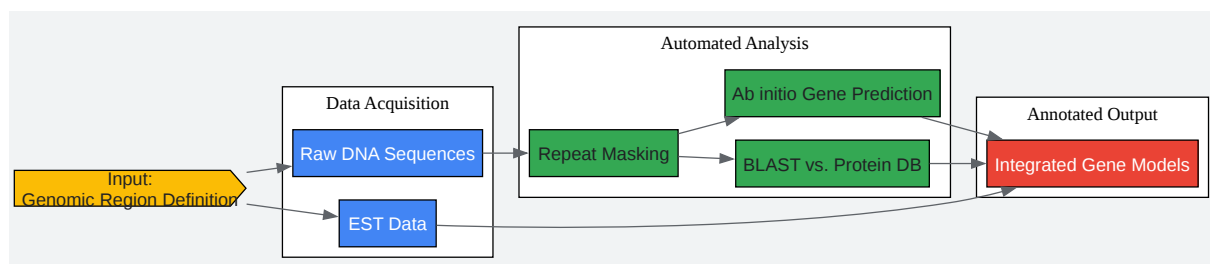 Input:
Genomic Region Definition
Data Acquisition
Raw DNA Sequences
EST Data
Automated Analysis
Repeat Masking
Ab initio Gene Prediction
BLAST vs. Protein DB
Annotated Output
Integrated Gene Models